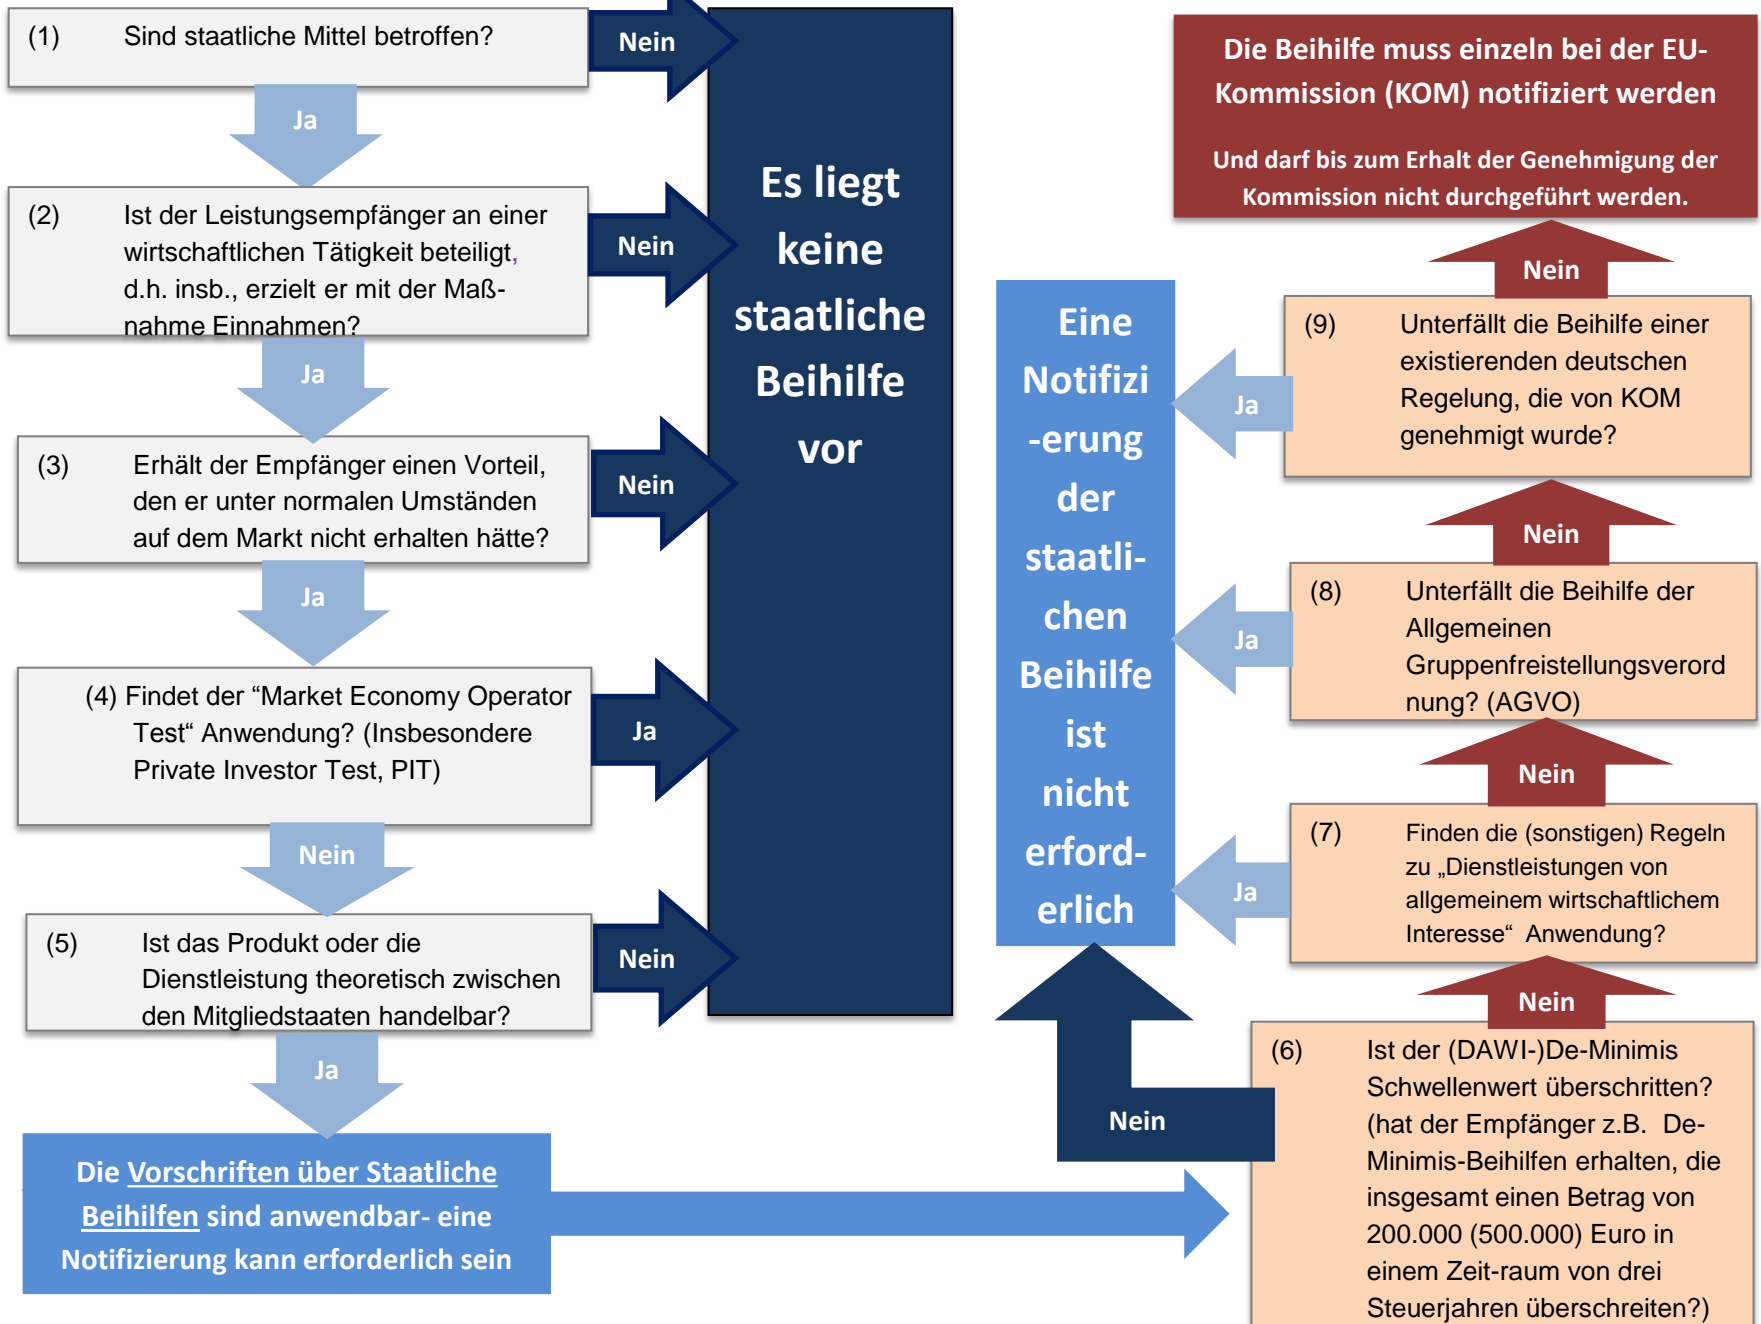 (1) Sind staatliche Mittel betroffen?
Nein
Ja
(2) Ist der Leistungsempfänger an einer
wirtschaftlichen Tätigkeit beteiligt,
d.h. insb., erzielt er mit der Maß-
nahme Einnahmen?
Nein
Ja
(3) Erhält der Empfänger einen Vorteil,
den er unter normalen Umständen
auf dem Markt nicht erhalten hätte?
Nein
Ja
(4) Findet der “Market Economy Operator
Test“ Anwendung? (Insbesondere
Private Investor Test, PIT)
Ja
Nein
(5) Ist das Produkt oder die
Dienstleistung theoretisch zwischen
den Mitgliedstaaten handelbar?
Nein
Ja
Es liegt
keine
staatliche
Beihilfe
vor
Die Vorschriften über Staatliche
Beihilfen sind anwendbar- eine
Notifizierung kann erforderlich sein
(6) Ist der (DAWI-)De-Minimis
Schwellenwert überschritten?
(hat der Empfänger z.B. De-
Minimis-Beihilfen erhalten, die
insgesamt einen Betrag von
200.000 (500.000) Euro in
einem Zeit-raum von drei
Steuerjahren überschreiten?)
Nein
Nein
(7) Finden die (sonstigen) Regeln
zu „Dienstleistungen von
allgemeinem wirtschaftlichem
Interesse“ Anwendung?
Ja
Nein
(8) Unterfällt die Beihilfe der
Allgemeinen
Gruppenfreistellungsverord
nung? (AGVO)
Ja
Nein
(9) Unterfällt die Beihilfe einer
existierenden deutschen
Regelung, die von KOM
genehmigt wurde?
Ja
Nein
Eine
Notifizi
-erung
der
staatli-
chen
Beihilfe
ist
nicht
erford-
erlich
Die Beihilfe muss einzeln bei der EU-
Kommission (KOM) notifiziert werden
Und darf bis zum Erhalt der Genehmigung der
Kommission nicht durchgeführt werden.